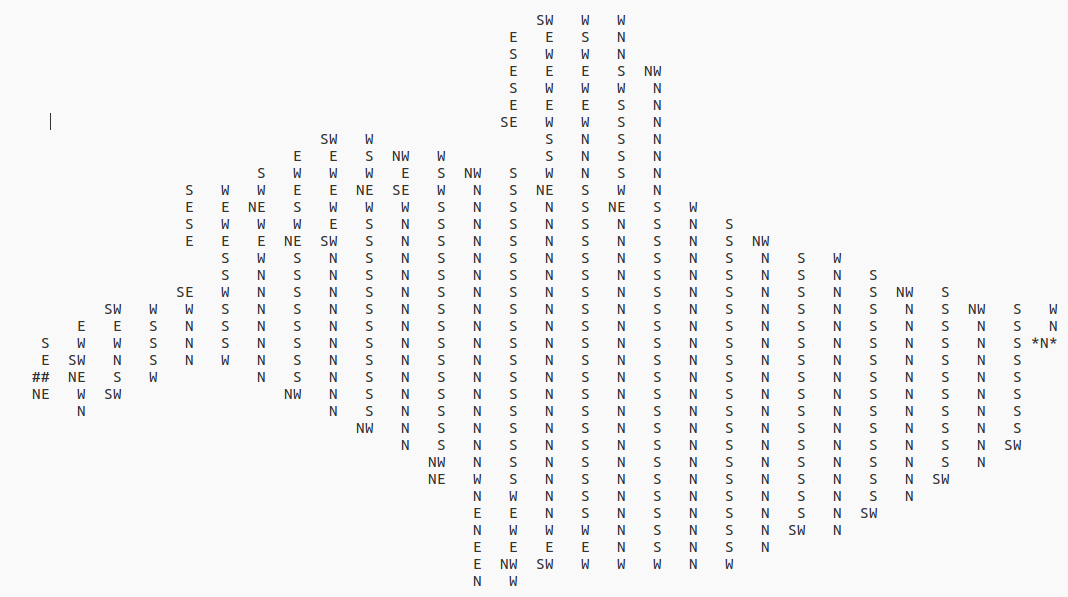 SW W W
E E S N
S W W N
E E E S NW
S W W W N
E E E S N
SE W W S N
SW W S N S N
E E S NW W S N S N
S W W W E S NW S W N S N
S W W E E NE SE W N S NE S W N
E E NE S W W W S N S N S NE S W
S W W W E S N S N S N S N S N S
E E E NE SW S N S N S N S N S N S NW
S W S N S N S N S N S N S N S N S W
S N S N S N S N S N S N S N S N S N S
SE W N S N S N S N S N S N S N S N S N S NW S
SW W W S N S N S N S N S N S N S N S N S N S N S NW S W
E E S N S N S N S N S N S N S N S N S N S N S N S N S N
S W W S N S N S N S N S N S N S N S N S N S N S N S N S *N*
E SW N S N W N S N S N S N S N S N S N S N S N S N S N S
## NE S W N S N S N S N S N S N S N S N S N S N S N S
NE W SW NW N S N S N S N S N S N S N S N S N S N S
N N S N S N S N S N S N S N S N S N S N S
NW N S N S N S N S N S N S N S N S N S
N S N S N S N S N S N S N S N S N SW
NW N S N S N S N S N S N S N S N
NE W S N S N S N S N S N S N SW
N W N S N S N S N S N S N
E E N S N S N S N S N SW
N W W W N S N S N SW N
E E E E N S N S N
E NW SW W W W N W
N W